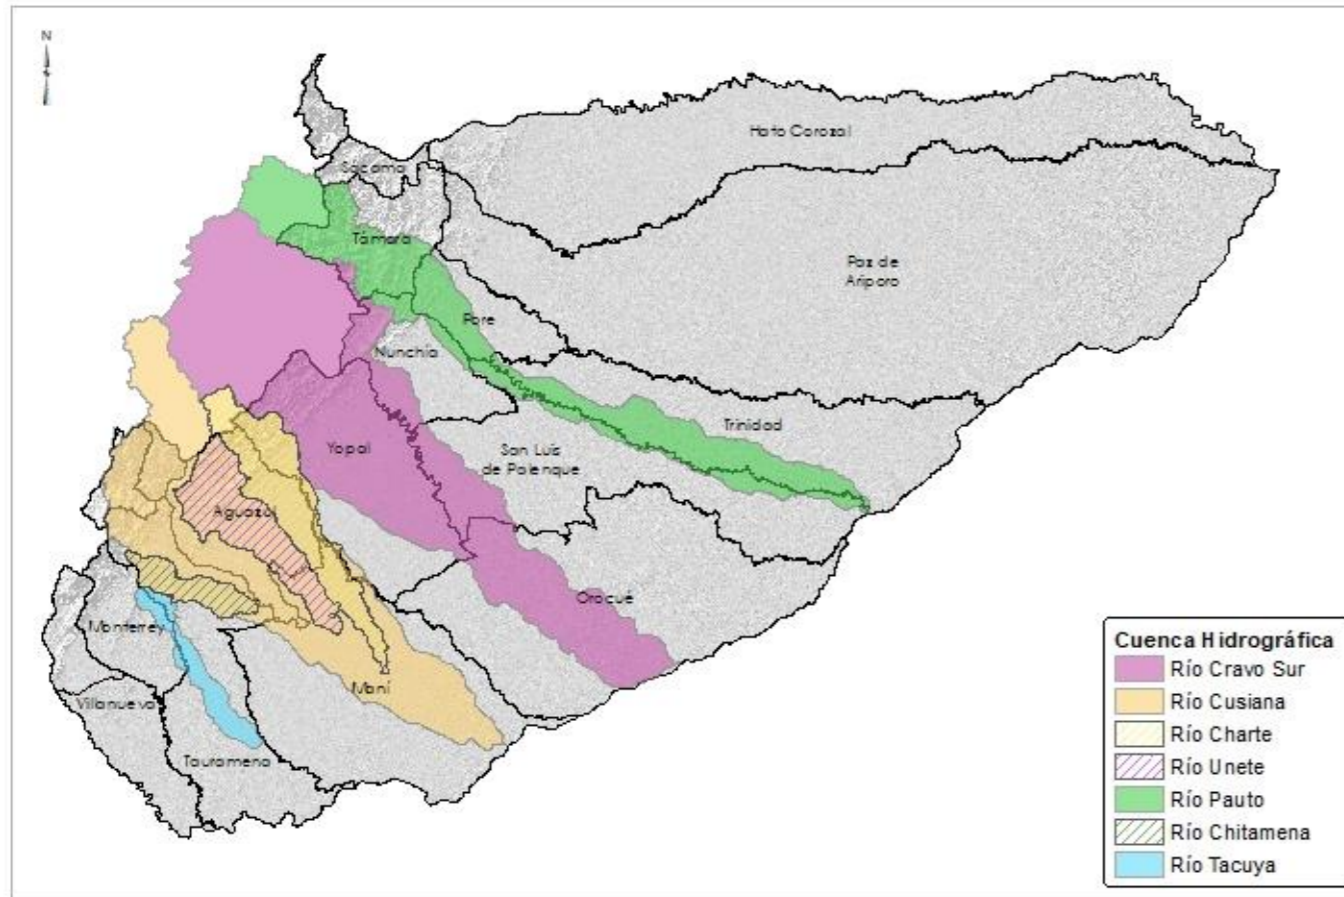 N
Hato Corozal
Sácama
Támara
Paz de
Ariporo
Pore
Nunchía
Trinidad
Yopal
San Luís
de Palenque
Aguazul
Orocué
Monterrey
Maní
Villanueva
Tauramena
Cuenca Hidrográfica
Río Cravo Sur
Río Cusiana
Río Charte
Río Unete
Río Pauto
Río Chitamena
Río Tacuya